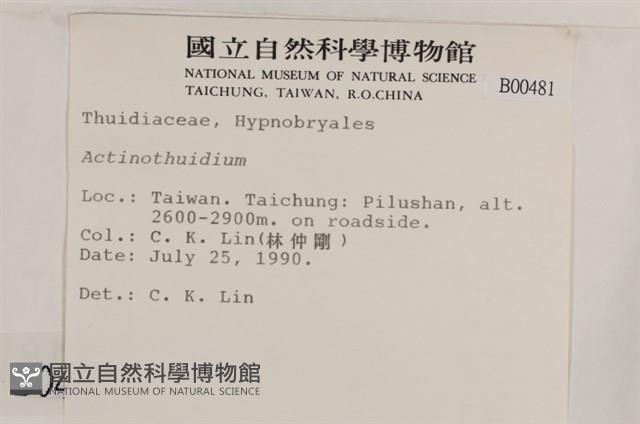 國立自然科學博物館
NATIONAL MUSEUM OF NATURAL SCIENCE
TAICHUNG, TAIWAN, R.O.CHINA
B00481
Thuidiaceae, Hypnobryales
Actinothuidium
Loc.: Taiwan. Taichung: Pilushan, alt.
2600-2900m. on roadside.
Col.: C. K. Lin(林仲剛)
Date: July 25, 1990.
Det.: C. K. Lin
國立自然科學博物館
NATIONAL MUSEUM OF NATURAL SCIENCE